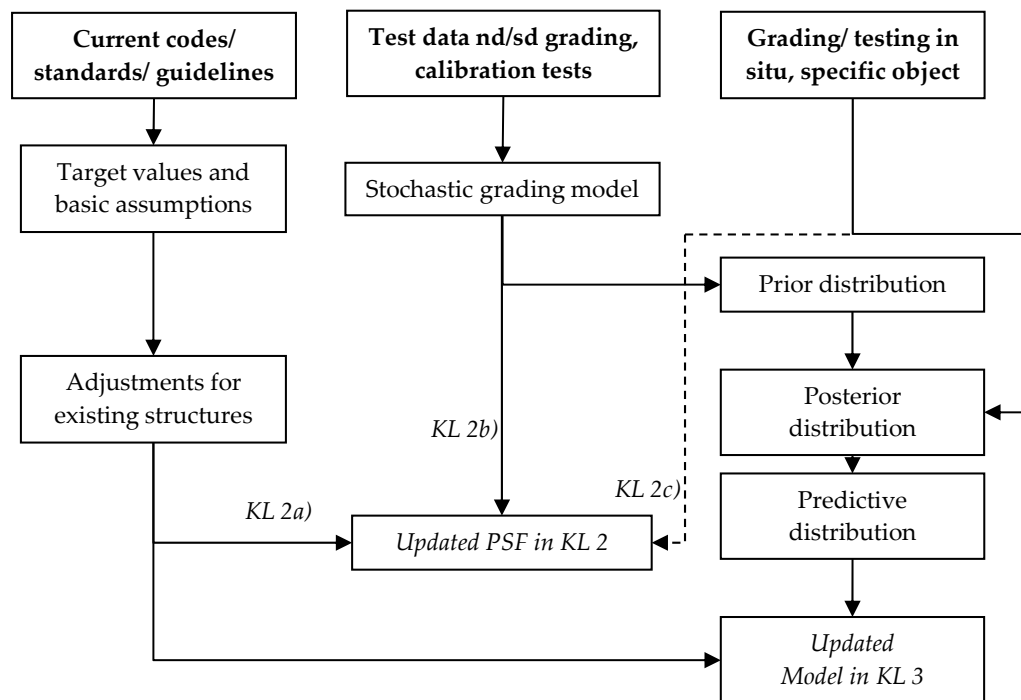 Current codes/
standards/ guidelines
Test data nd/sd grading,
calibration tests
Grading/ testing in
situ, specific object
Target values and
basic assumptions
Stochastic grading model
Prior distribution
Adjustments for
existing structures
Posterior
distribution
KL 2b)
KL 2c)
KL 2a)
Predictive
distribution
Updated PSF in KL 2
Updated
Model in KL 3